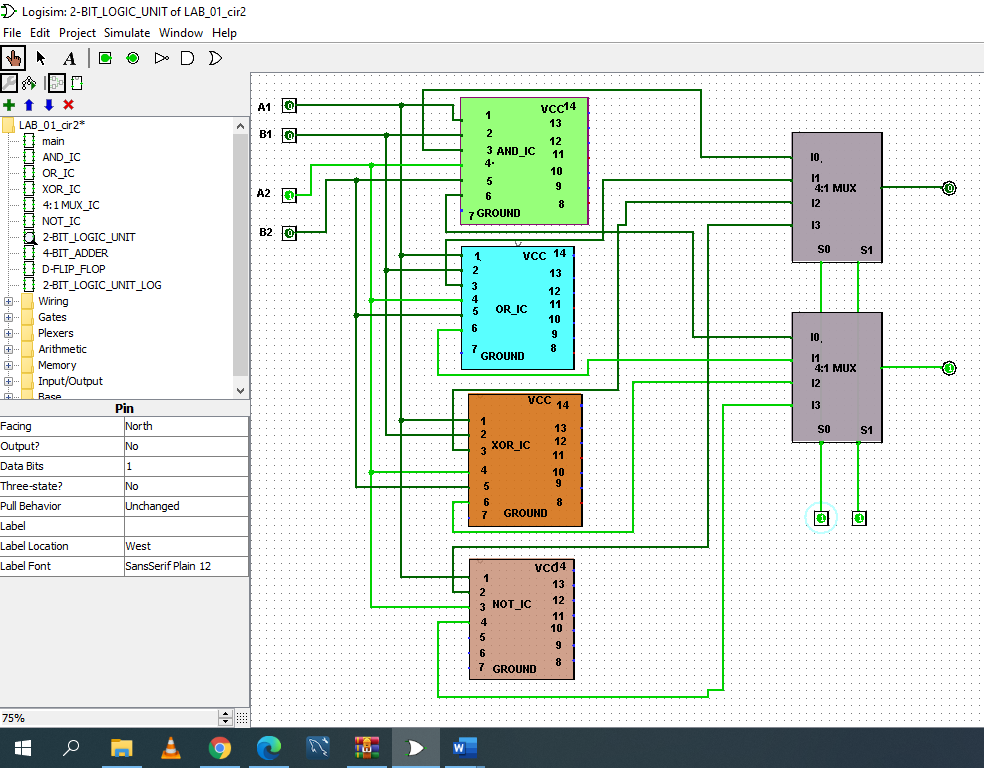 Logisim: 2-BIT_LOGIC_UNIT of LAB_01_cir2
File Edit Project Simulate Window Help
A
LAB_01_cir2*
main
AND_IC
OR_IC
XOR_IC
4:1 MUX_IC
NOT_IC
2-BIT_LOGIC_UNIT
4-BIT_ADDER
D-FLIP_FLOP
2-BIT_LOGIC_UNIT_LOG
Wiring
Gates
Plexers
Arithmetic
Memory
Input/Output
Base
Pin
Facing North
Output? No
Data Bits 1
Three-state? No
Pull Behavior Unchanged
Label
Label Location West
Label Font SansSerif Plain 12
75%
A1 0
B1 0
A2 1
B2 0
1 VCC 14
2 13
3 AND_IC 12
4 11
5 10
6 9
7 GROUND 8
1 VCC 14
2 13
3 12
4 OR_IC 11
5 10
6 9
7 GROUND 8
VCC 14
1 13
2 XOR_IC 12
3 11
4 10
5 9
6 8
7 GROUND
1 VCC 14
2 13
3 NOT_IC 12
4 11
5 10
6 9
7 GROUND 8
I0
I1
4:1 MUX
I2
I3
S0 S1
0
I0
I1
4:1 MUX
I2
I3
S0 S1
1
1 1
W